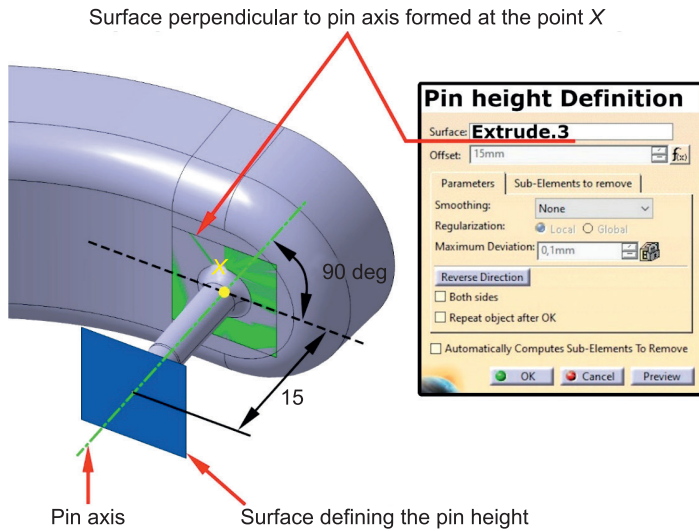 Surface perpendicular to pin axis formed at the point X
Pin height Definition
Surface: Extrude.3
Offset: 15mm
f(x)
Parameters Sub-Elements to remove
Smoothing: None
Regularization: Local Global
Maximum Deviation: 0,1mm
Reverse Direction
Both sides
Repeat object after OK
Automatically Computes Sub-Elements To Remove
OK Cancel Preview
X
90 deg
15
Pin axis
Surface defining the pin height